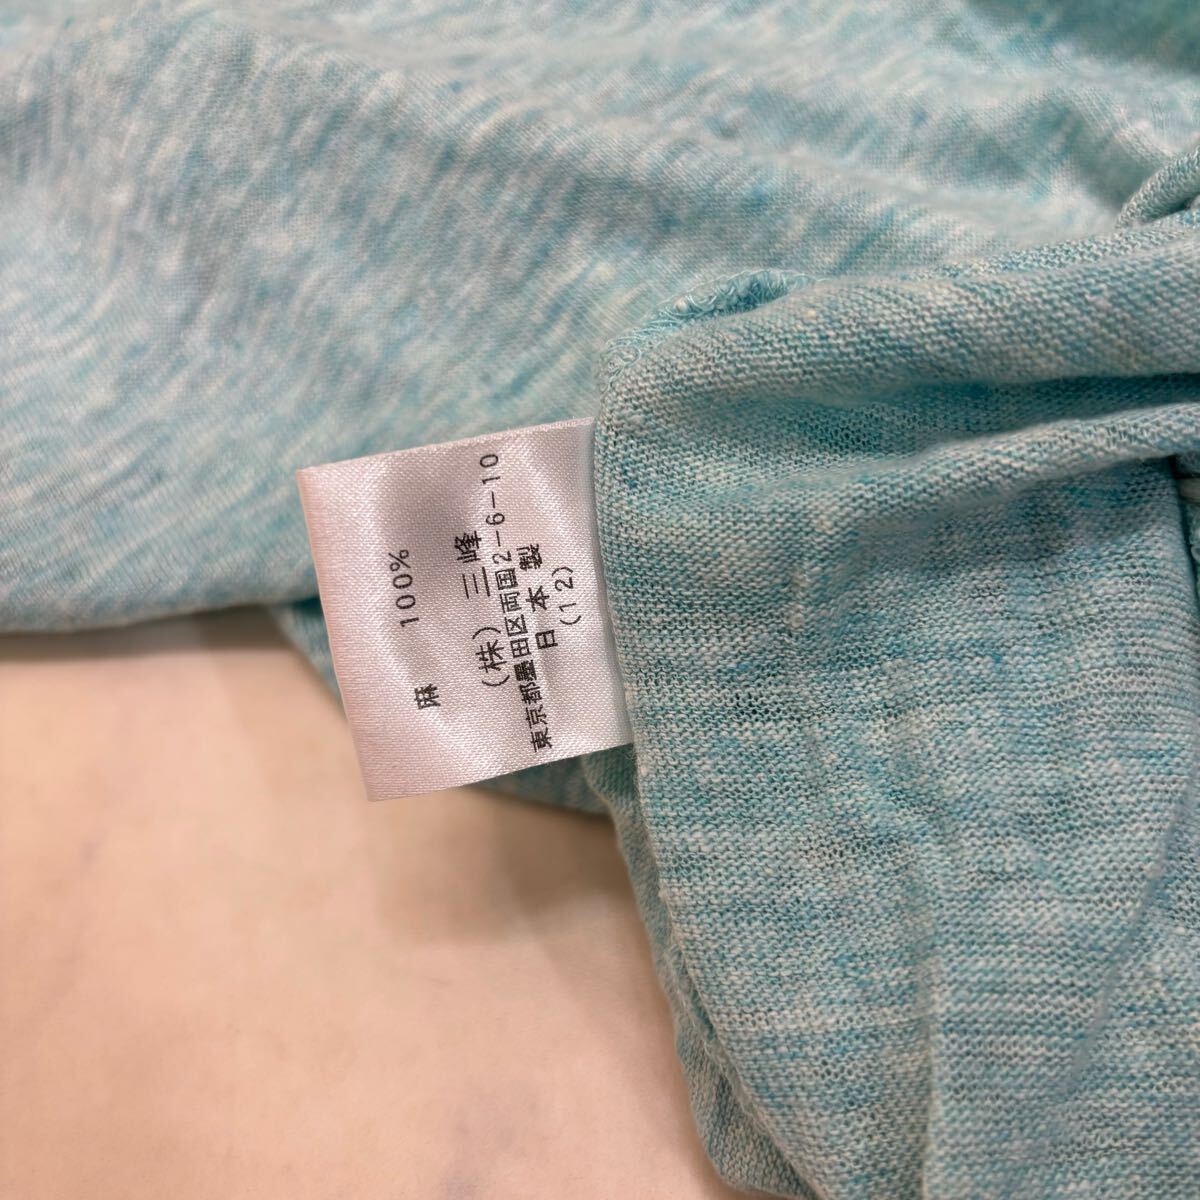 麻 100%
(株) 三峰
東京都墨田区両国2-6-10
日本製
(12)